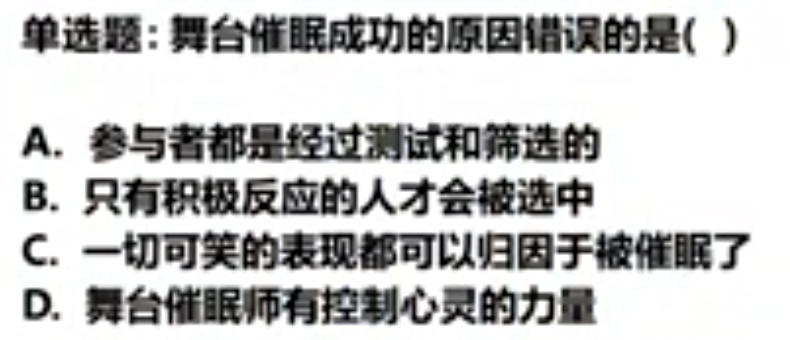 单选题：舞台催眠成功的原因错误的是( )
A. 参与者都是经过测试和筛选的
B. 只有积极反应的人才会被选中
C. 一切可笑的表现都可以归因于被催眠了
D. 舞台催眠师有控制心灵的力量